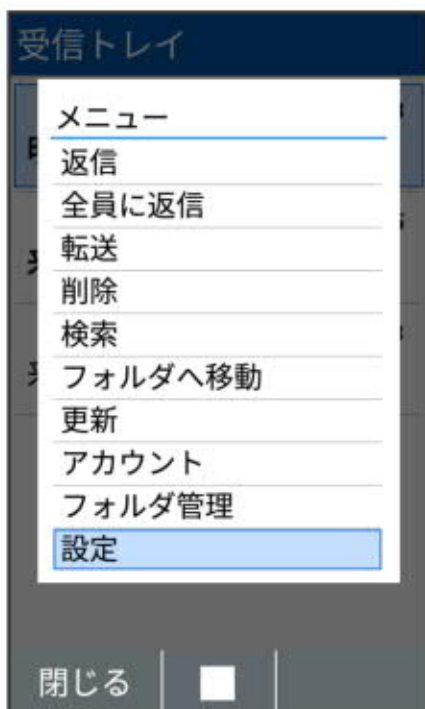 受信トレイ
メニュー
返信
全員に返信
転送
削除
検索
フォルダへ移動
更新
アカウント
フォルダ管理
設定
閉じる